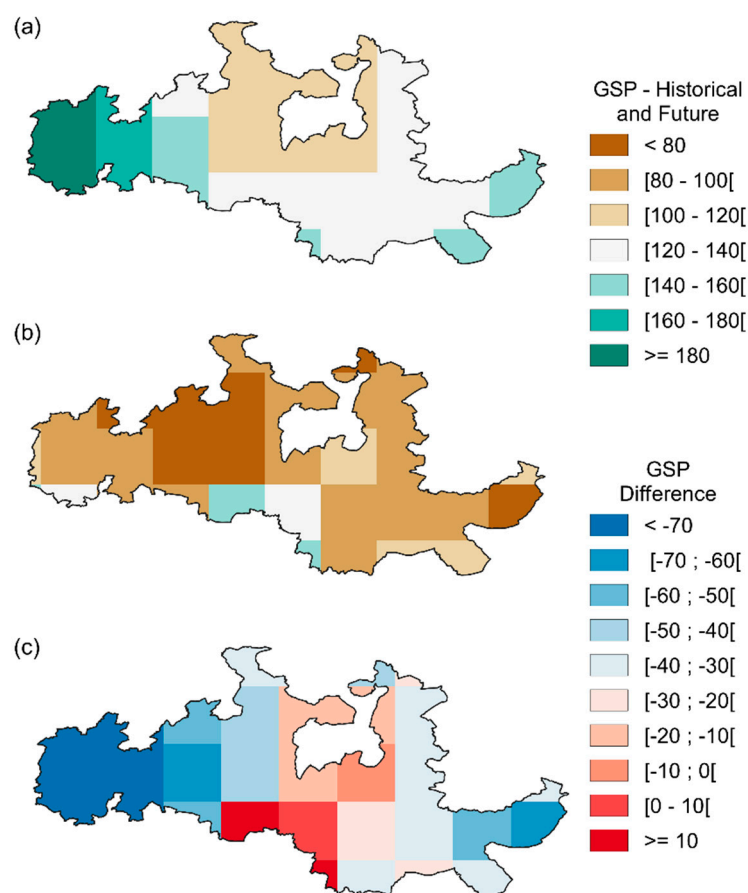 (a)
GSP - Historical
and Future
< 80
[80 - 100[
[100 - 120[
[120 - 140[
[140 - 160[
[160 - 180[
>= 180
(b)
GSP
Difference
< -70
[-70 ; -60[
[-60 ; -50[
[-50 ; -40[
[-40 ; -30[
[-30 ; -20[
[-20 ; -10[
[-10 ; 0[
[0 - 10[
>= 10
(c)